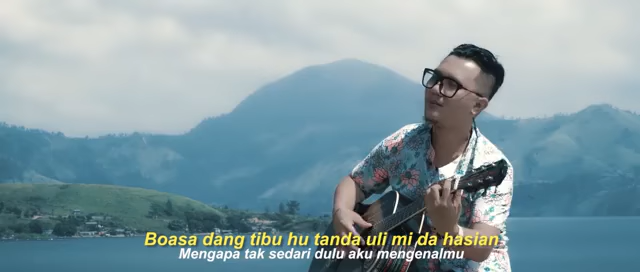 Boasa dang tibu hu tanda uli mi da hasian
Mengapa tak sedari dulu aku mengenalmu